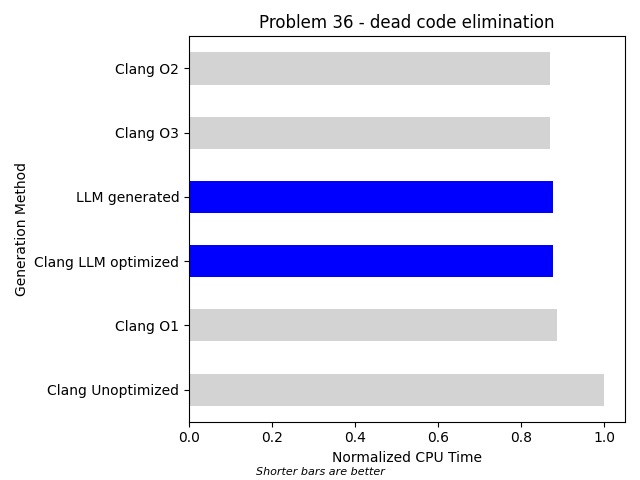 Problem 36 - dead code elimination
Clang O2
Clang O3
LLM generated
Clang LLM optimized
Clang O1
Clang Unoptimized
Generation Method
0.0 0.2 0.4 0.6 0.8 1.0
Normalized CPU Time
Shorter bars are better